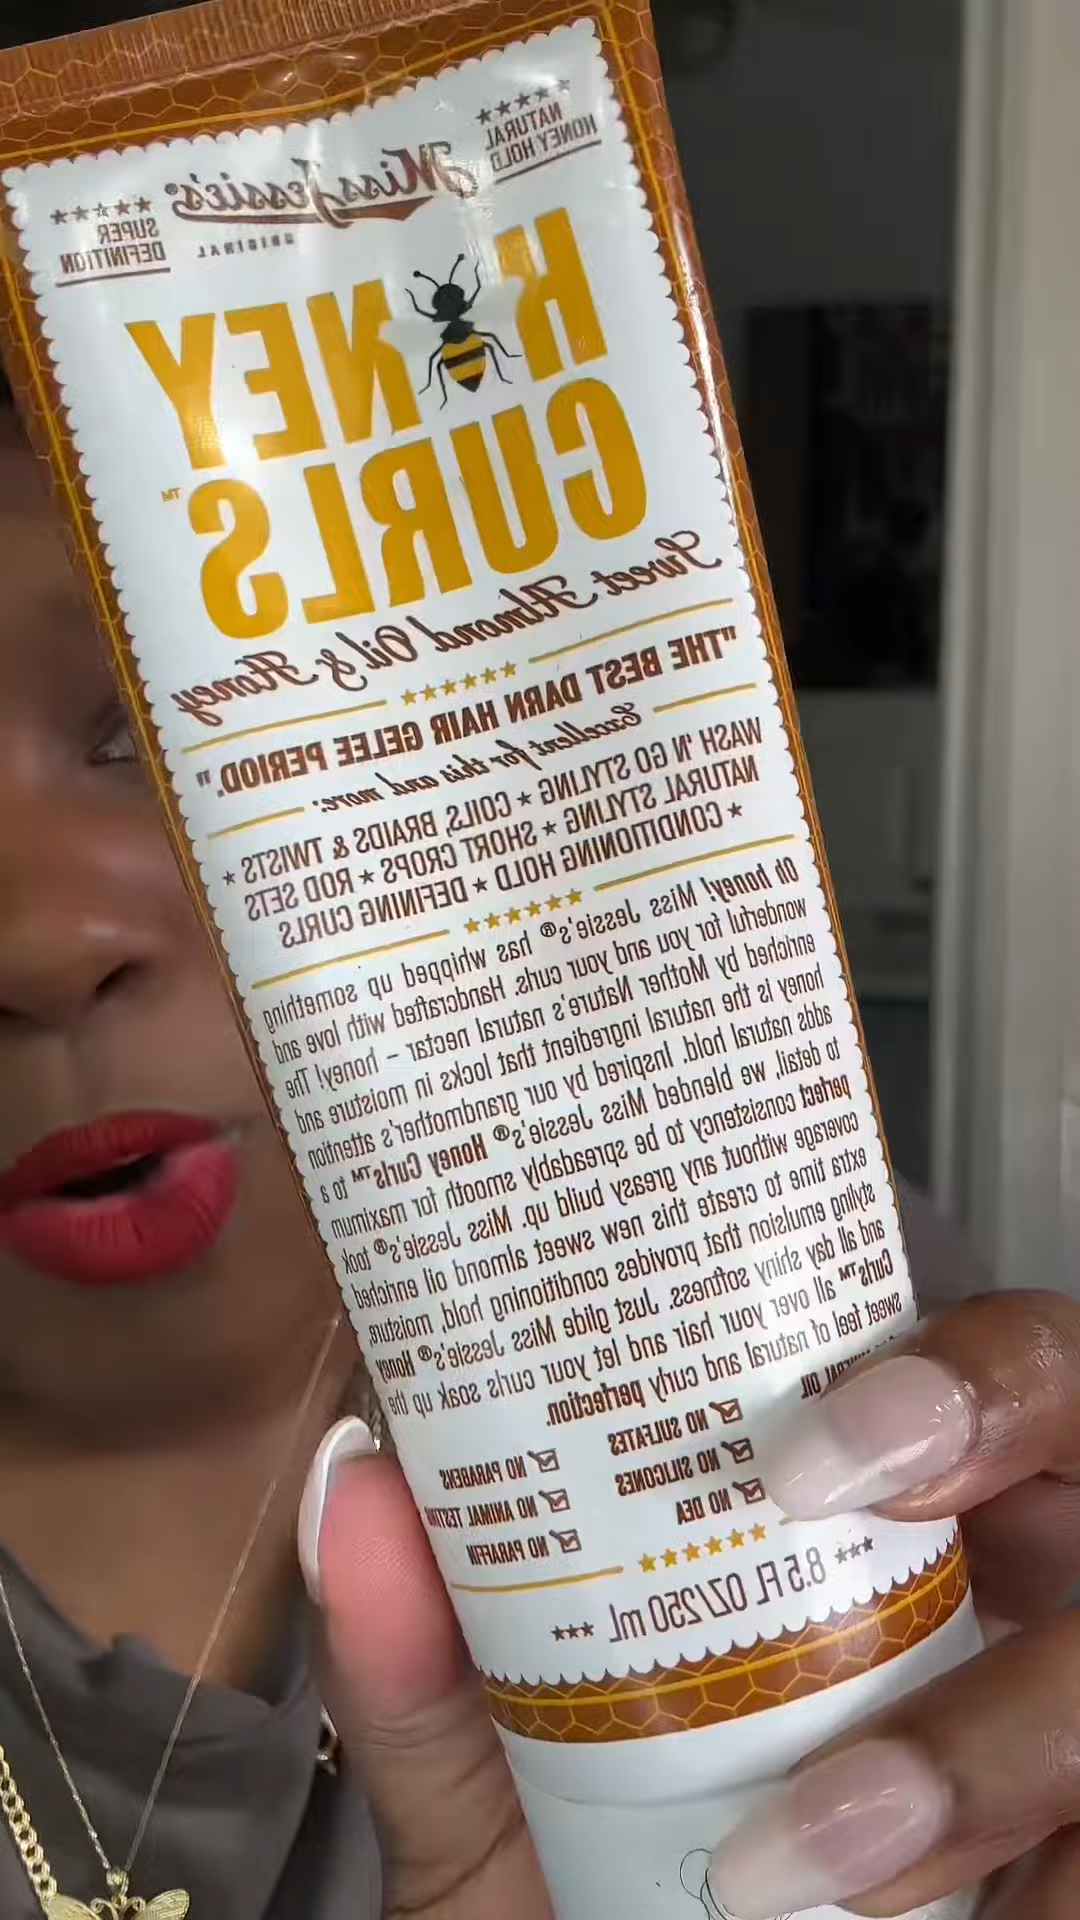 ★★★★★
NATURAL
HONEY HOLD
Miss Jessie's®
ORIGINAL
★★★★★
SUPER
DEFINITION
HNEY
CURLS™
Sweet Almond Oil & Honey
★★★★★★
"THE BEST DARN HAIR GELEE PERIOD."
Excellent for this and more:
WASH 'N GO STYLING ★ COILS, BRAIDS & TWISTS ★
NATURAL STYLING ★ SHORT CROPS ★ ROD SETS
★ CONDITIONING HOLD ★ DEFINING CURLS
★★★★★★
Oh honey! Miss Jessie's® has whipped up something
wonderful for you and your curls. Handcrafted with love and
enriched by Mother Nature's natural nectar – honey! The
honey is the natural ingredient that locks in moisture and
adds natural hold. Inspired by our grandmother's attention
to detail, we blended Miss Jessie's® Honey Curls™ to a
perfect consistency to be spreadably smooth for maximum
coverage without any greasy build up. Miss Jessie's® took
extra time to create this new sweet almond oil enriched
styling emulsion that provides conditioning hold, moisture,
and all day shiny softness. Just glide Miss Jessie's® Honey
Curls™ all over your hair and let your curls soak up the
sweet feel of natural and curly perfection.
MINERAL OIL
☑ NO SULFATES
☑ NO PARABENS
☑ NO SILICONES
☑ NO ANIMAL TESTING
☑ NO DEA
☑ NO PARAFFIN
★★★★★★
★★★ 8.5 FL OZ/250 mL ★★★